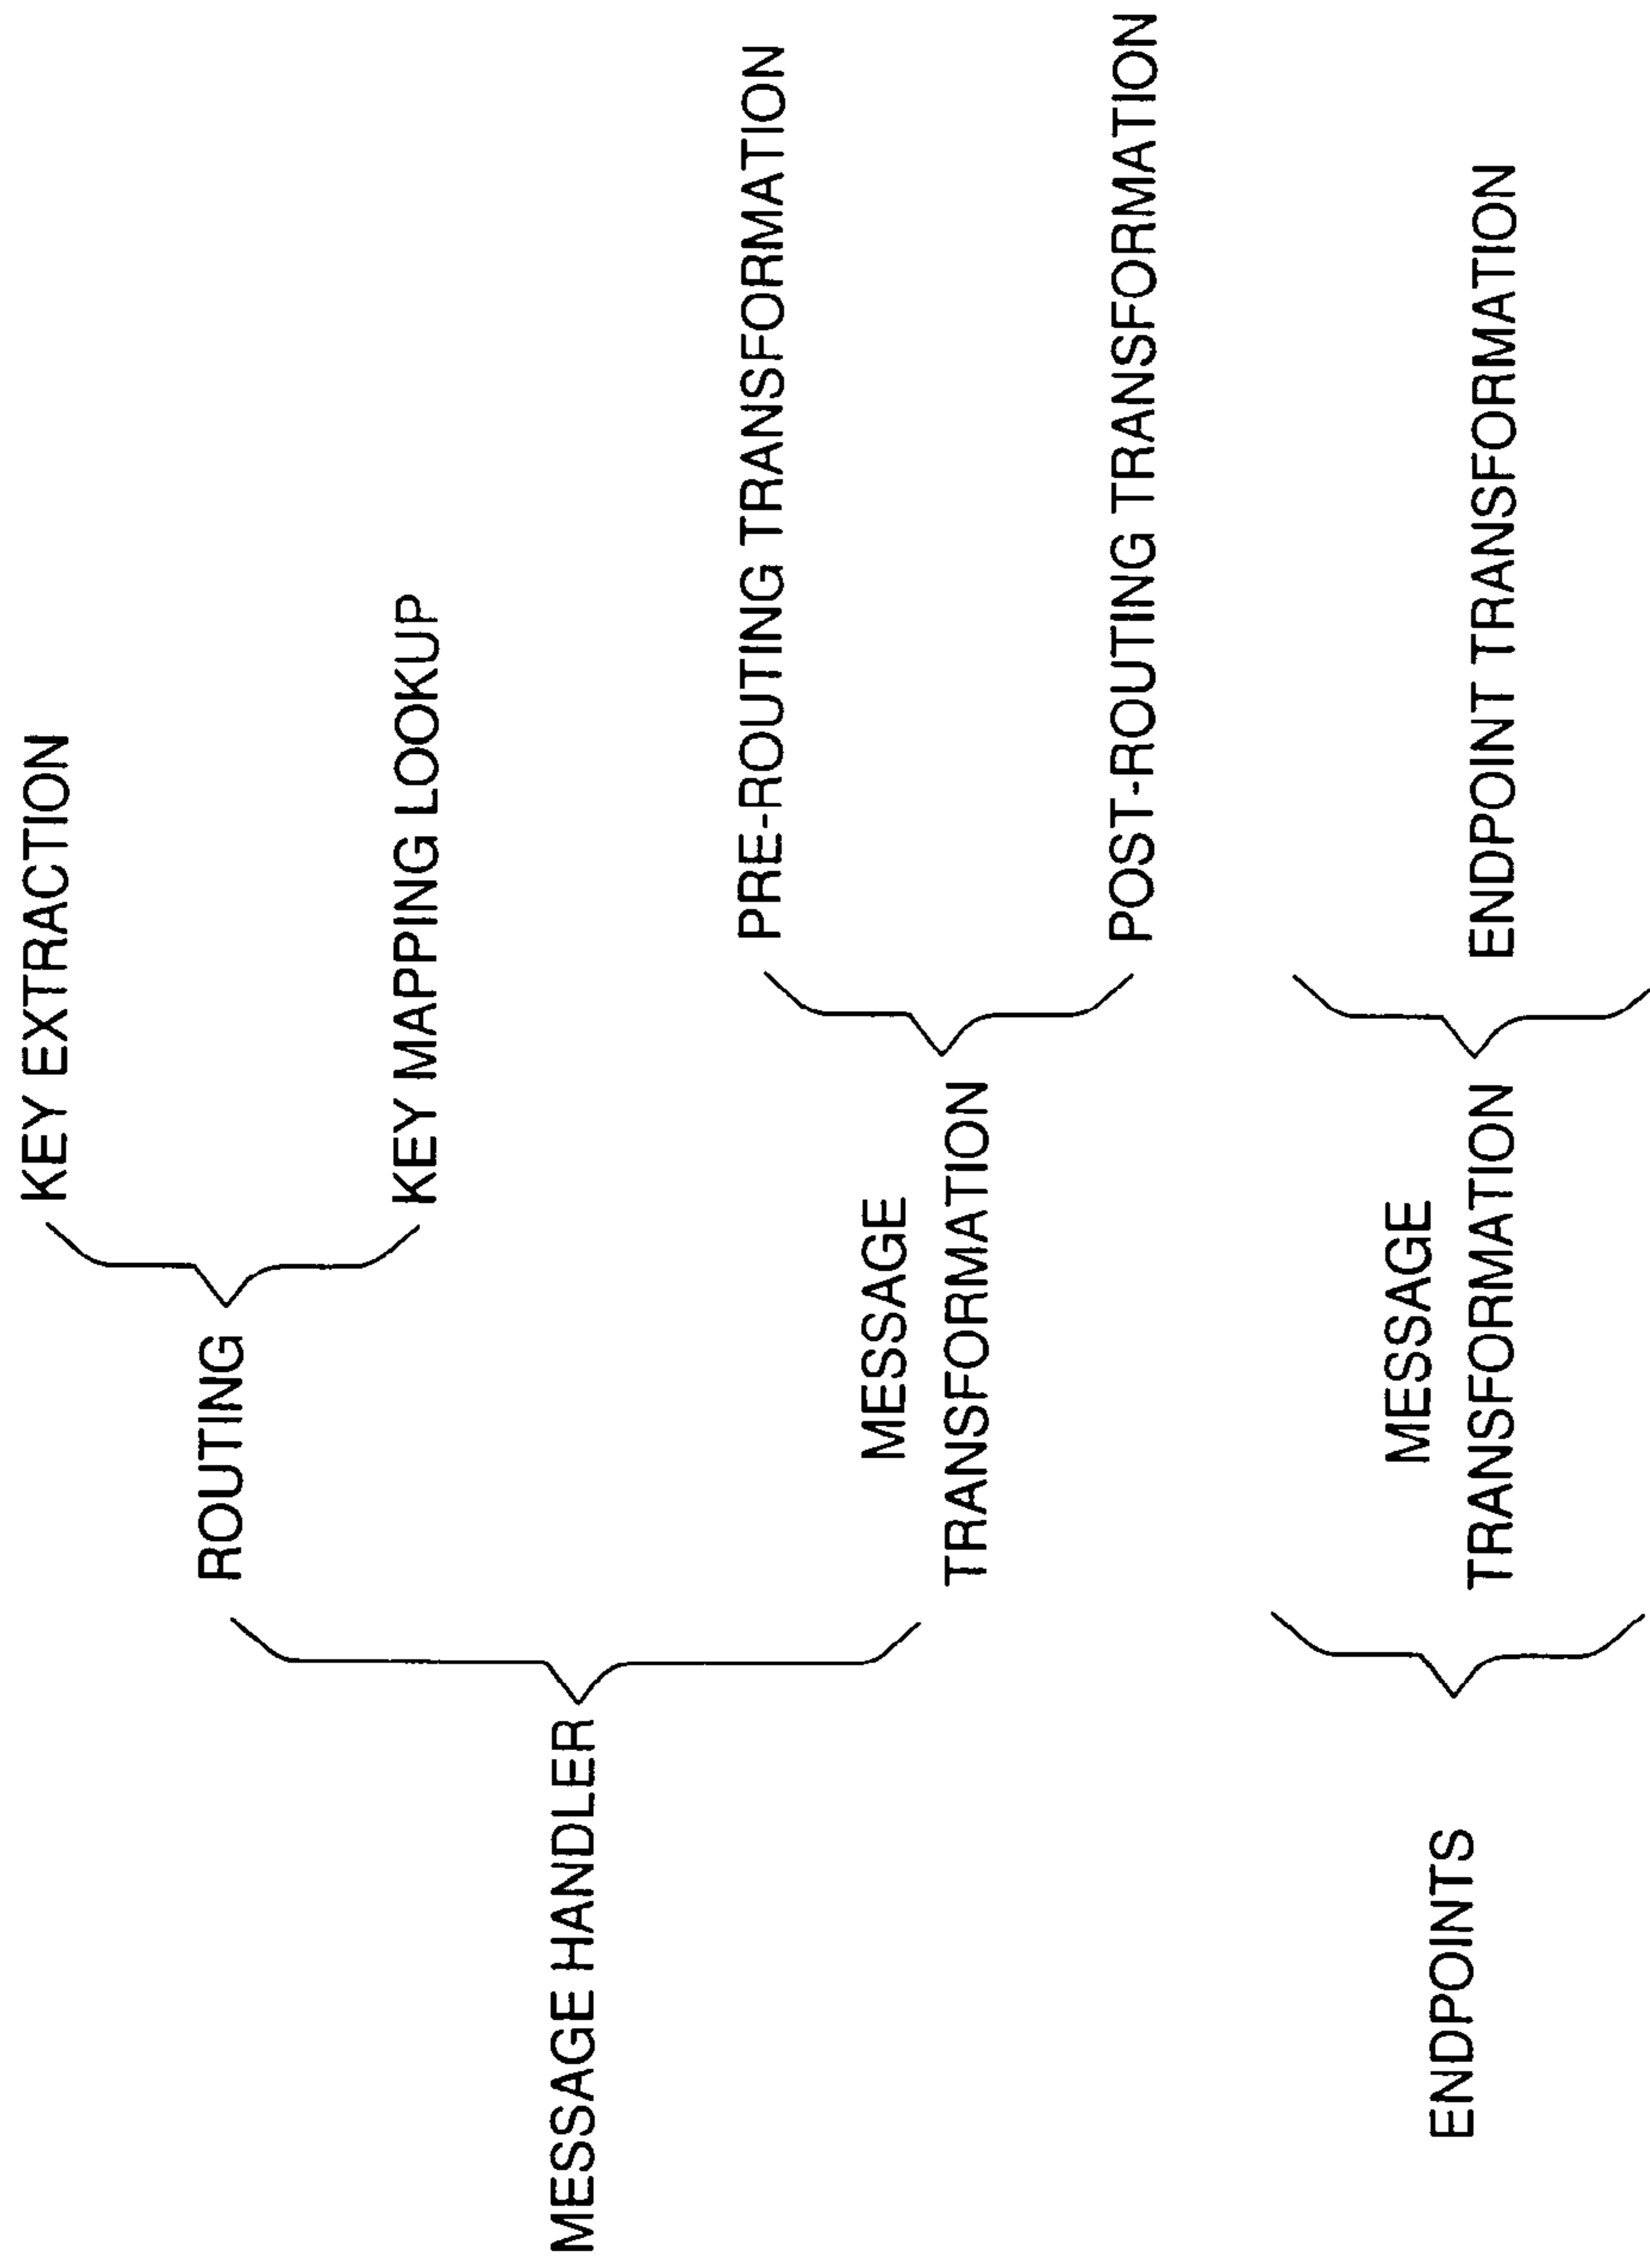 KEY EXTRACTION
ROUTING
KEY MAPPING LOOKUP
MESSAGE HANDLER
PRE-ROUTING TRANSFORMATION
MESSAGE
TRANSFORMATION
POST-ROUTING TRANSFORMATION
MESSAGE
ENDPOINTS
TRANSFORMATION
ENDPOINT TRANSFORMATION